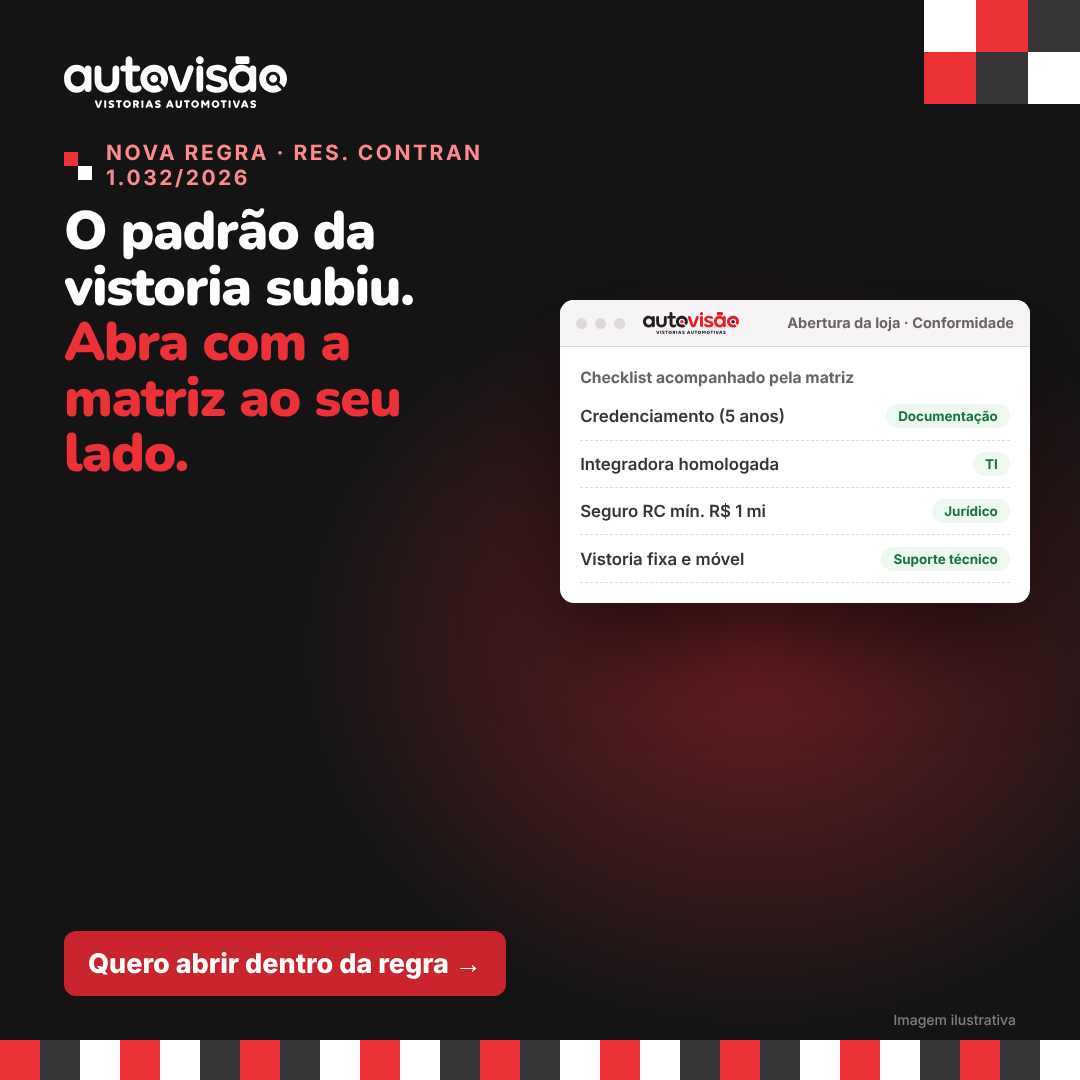 autovisão
VISTORIAS AUTOMOTIVAS
NOVA REGRA · RES. CONTRAN
1.032/2026
O padrão da
vistoria subiu.
Abra com a
matriz ao seu
lado.
autovisão
VISTORIAS AUTOMOTIVAS
Abertura da loja · Conformidade
Checklist acompanhado pela matriz
Credenciamento (5 anos) Documentação
Integradora homologada TI
Seguro RC mín. R$ 1 mi Jurídico
Vistoria fixa e móvel Suporte técnico
Quero abrir dentro da regra →
Imagem ilustrativa